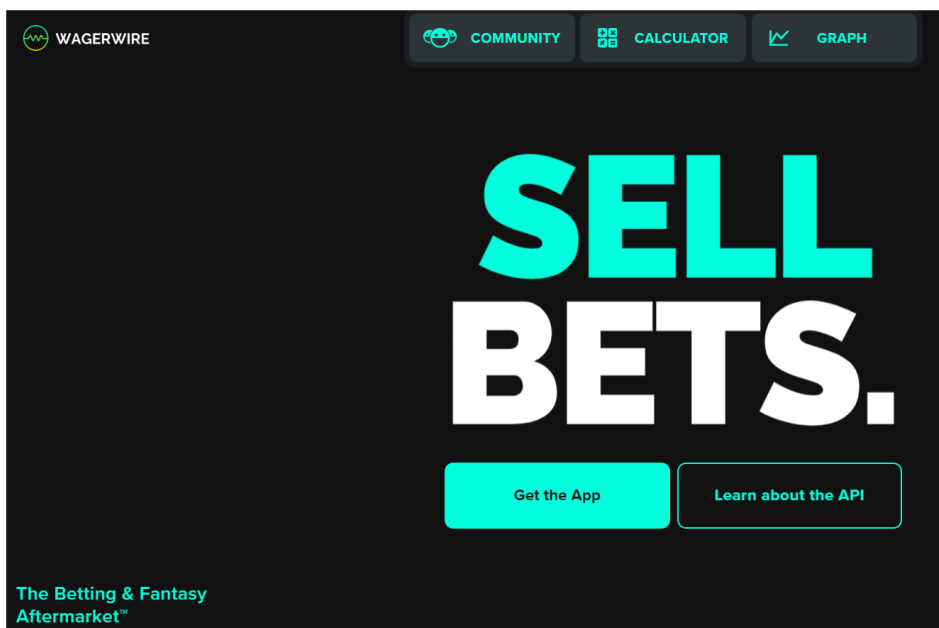 WAGERWIRE
COMMUNITY
CALCULATOR
GRAPH
SELL
BETS.
Get the App
Learn about the API
The Betting & Fantasy
Aftermarket™